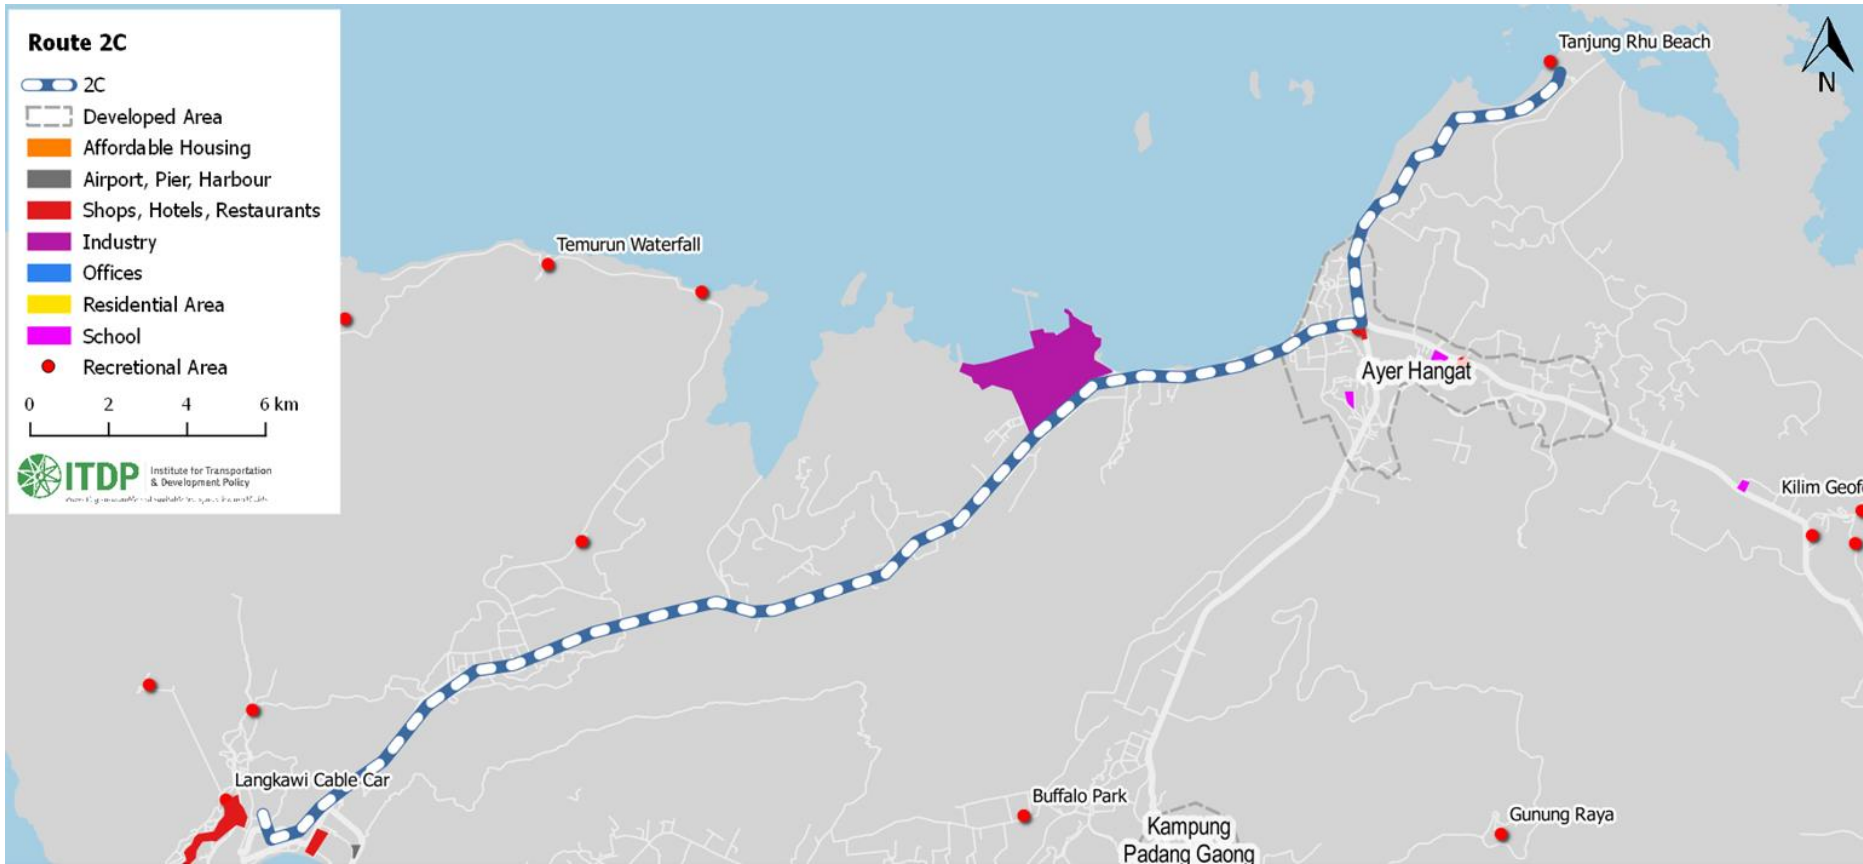 Route 2C
2C
Developed Area
Affordable Housing
Airport, Pier, Harbour
Shops, Hotels, Restaurants
Industry
Offices
Residential Area
School
Recretional Area
0 2 4 6 km
ITDP
Institute for Transportation
& Development Policy
Tanjung Rhu Beach
N
Temurun Waterfall
Ayer Hangat
Kilim Geofo
Langkawi Cable Car
Buffalo Park
Gunung Raya
Kampung
Padang Gaong